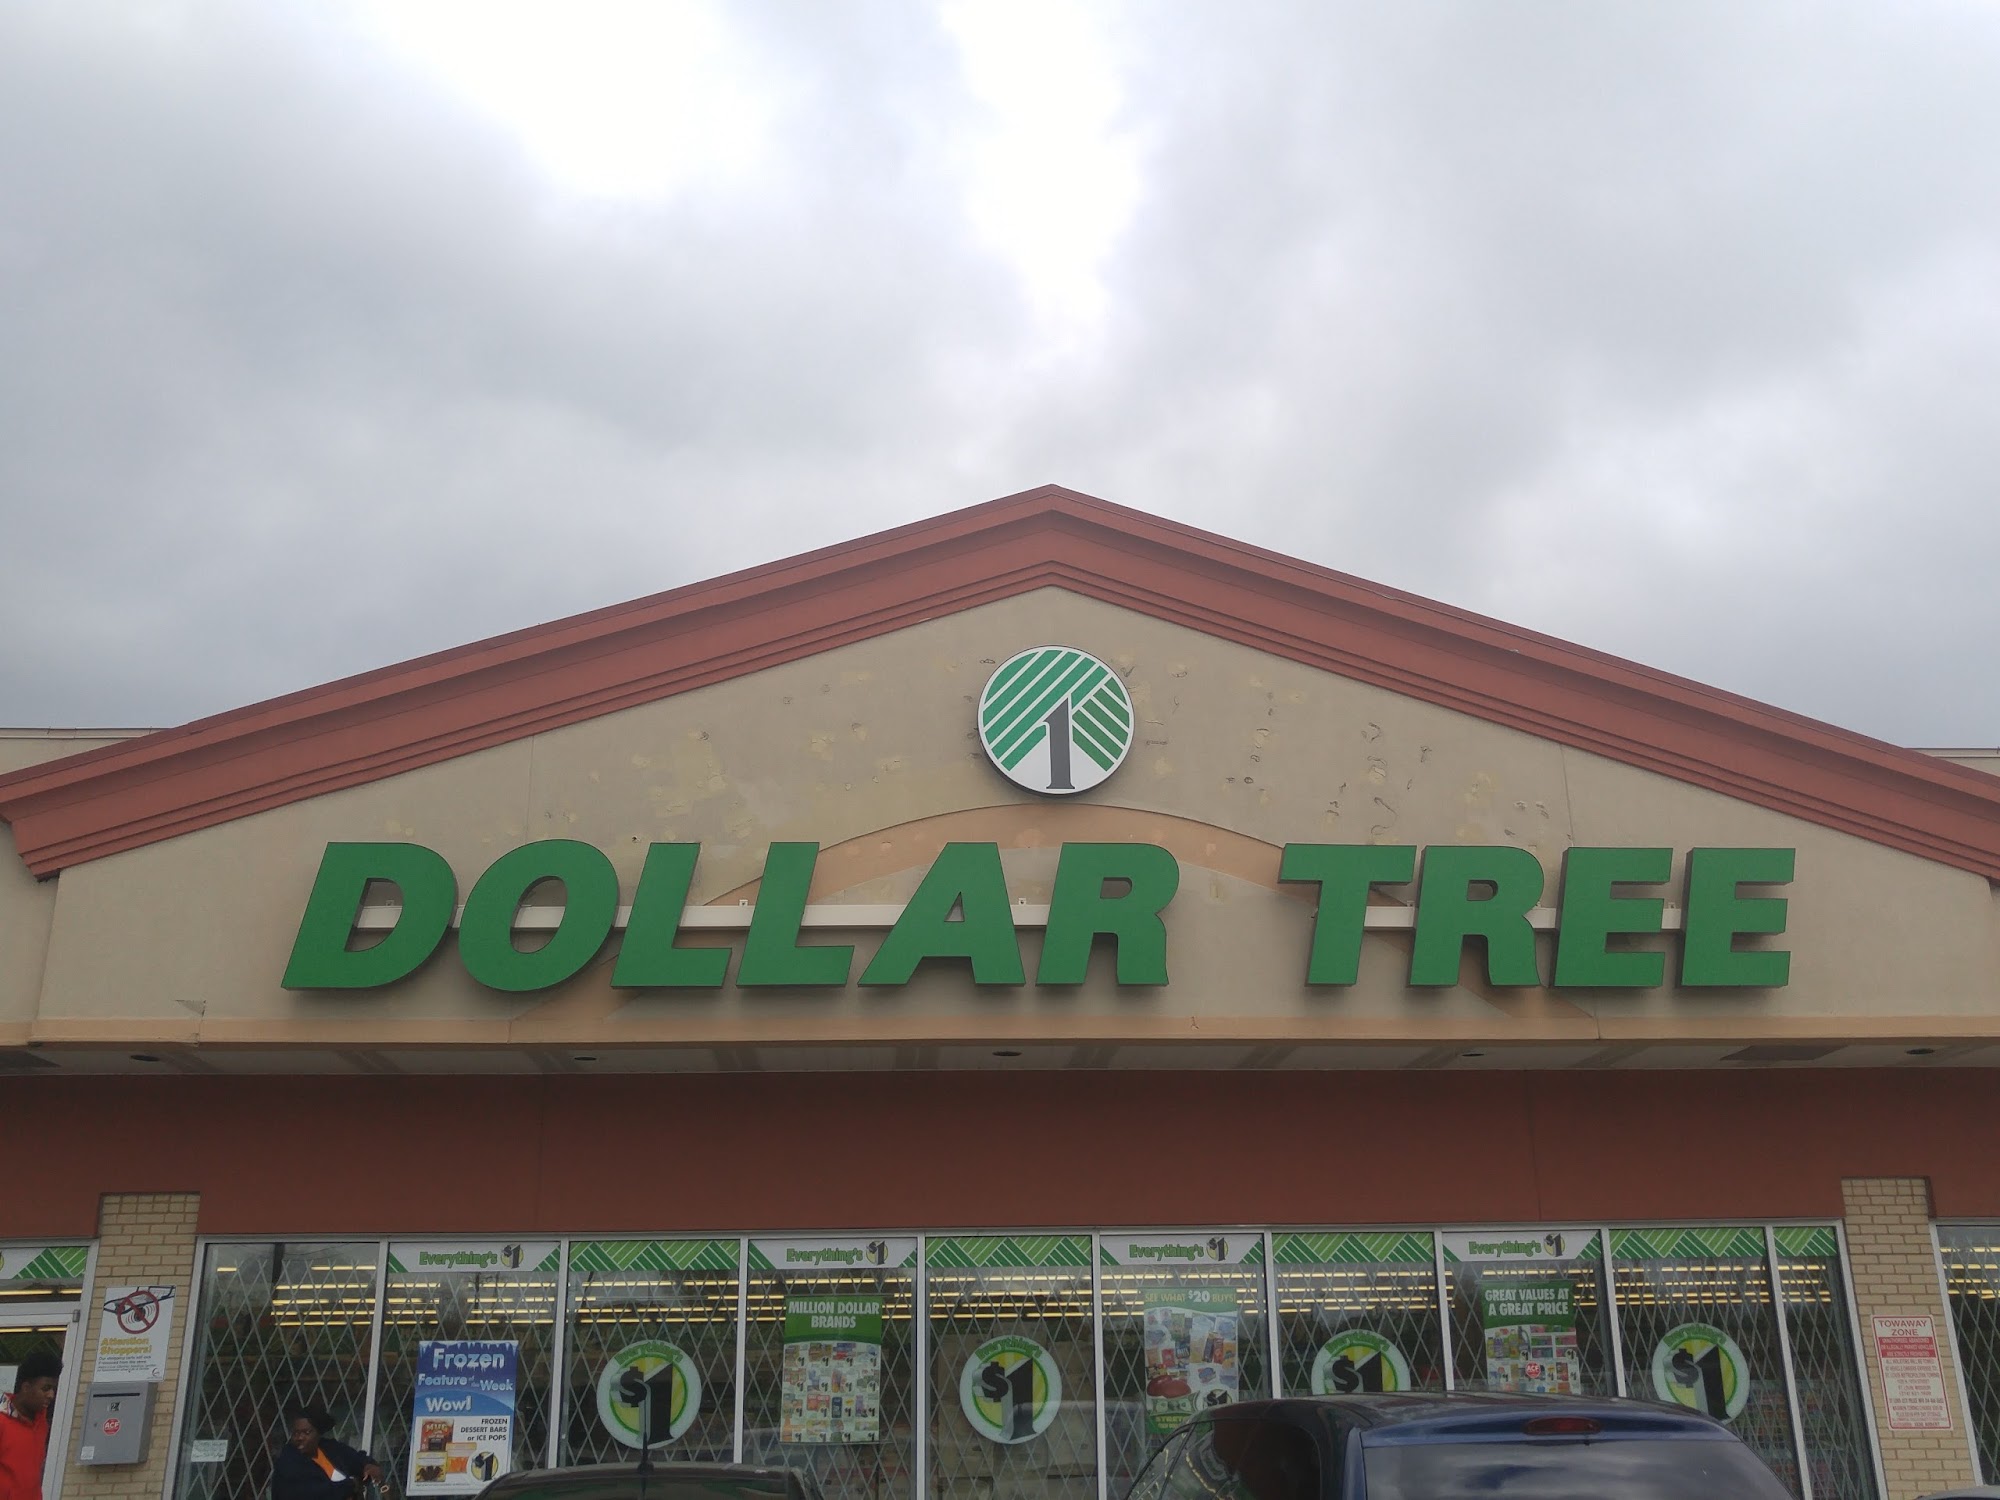 1
DOLLAR TREE
Everything's $1
Everything's $1
Everything's $1
Everything's $1
Attention
Shoppers!
ACF
Frozen
Feature of the Week
Wow!
FROZEN
DESSERT BARS
or ICE POPS
$1
$1
MILLION DOLLAR
BRANDS
$1
SEE WHAT $20 BUYS!
$1
GREAT VALUES AT
A GREAT PRICE
$1
TOWAWAY
ZONE